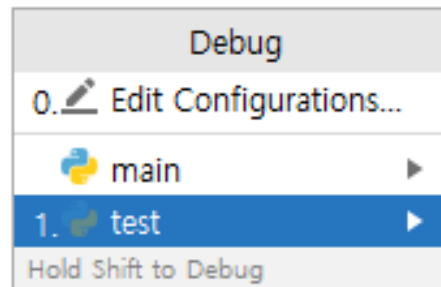 Debug
0. Edit Configurations...
main
1. test
Hold Shift to Debug